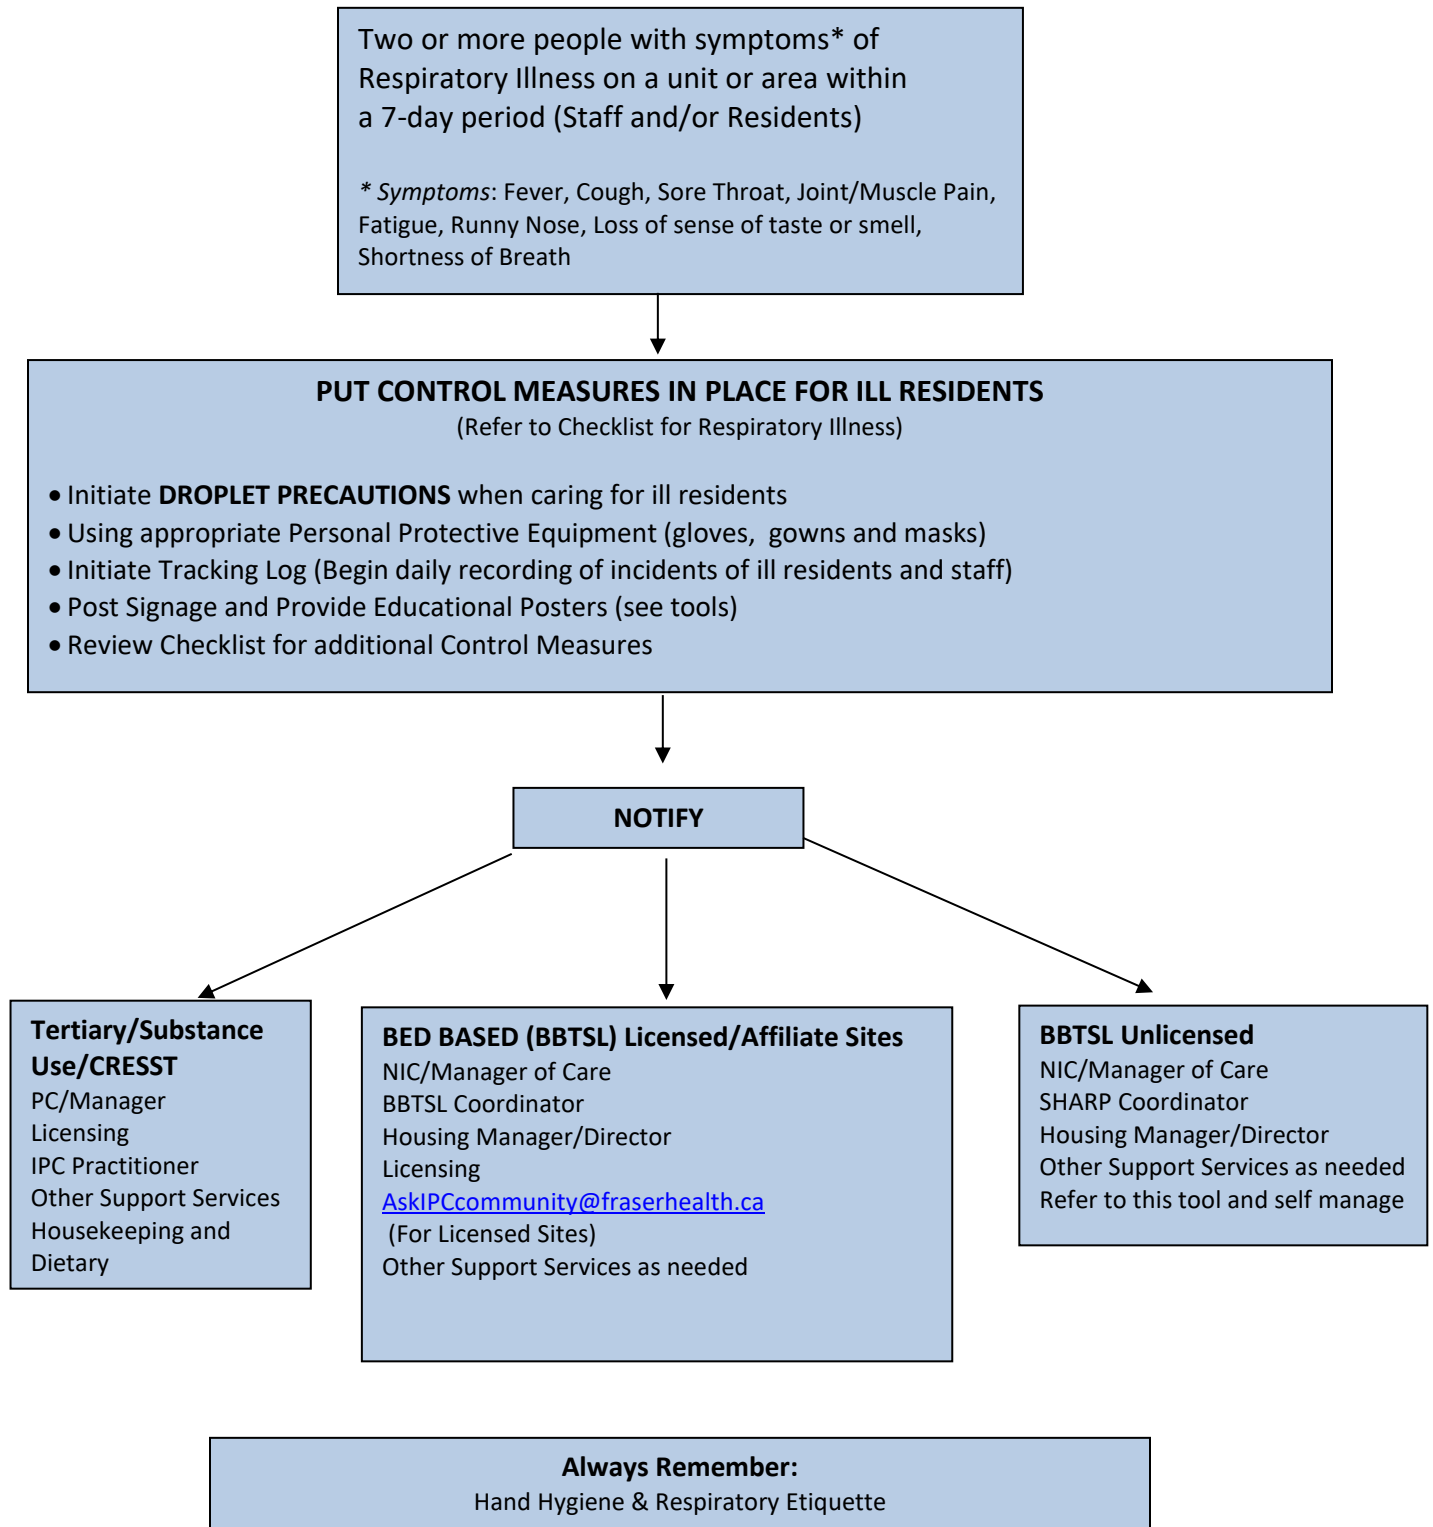 Two or more people with symptoms* of
Respiratory Illness on a unit or area within
a 7-day period (Staff and/or Residents)
* Symptoms: Fever, Cough, Sore Throat, Joint/Muscle Pain,
Fatigue, Runny Nose, Loss of sense of taste or smell,
Shortness of Breath
PUT CONTROL MEASURES IN PLACE FOR ILL RESIDENTS
(Refer to Checklist for Respiratory Illness)
• Initiate DROPLET PRECAUTIONS when caring for ill residents
• Using appropriate Personal Protective Equipment (gloves, gowns and masks)
• Initiate Tracking Log (Begin daily recording of incidents of ill residents and staff)
• Post Signage and Provide Educational Posters (see tools)
• Review Checklist for additional Control Measures
NOTIFY
Tertiary/Substance
Use/CRESST
PC/Manager
Licensing
IPC Practitioner
Other Support Services
Housekeeping and
Dietary
BED BASED (BBTSL) Licensed/Affiliate Sites
NIC/Manager of Care
BBTSL Coordinator
Housing Manager/Director
Licensing
AskIPCcommunity@fraserhealth.ca
(For Licensed Sites)
Other Support Services as needed
BBTSL Unlicensed
NIC/Manager of Care
SHARP Coordinator
Housing Manager/Director
Other Support Services as needed
Refer to this tool and self manage
Always Remember:
Hand Hygiene & Respiratory Etiquette